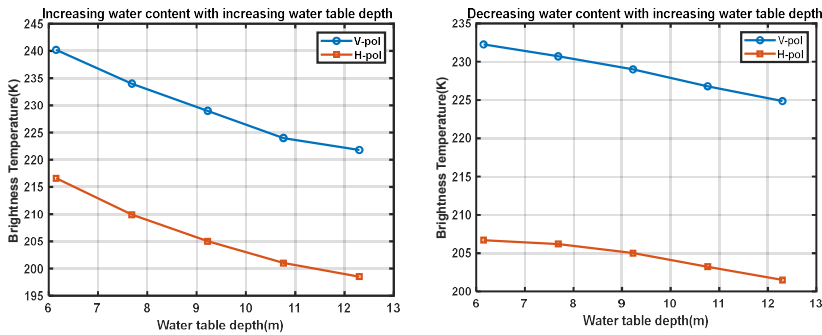 Increasing water content with increasing water table depth
245
240
235
230
225
220
215
210
205
200
195
6 7 8 9 10 11 12 13
Brightness Temperature(K)
Water table depth(m)
V-pol
H-pol
Decreasing water content with increasing water table depth
235
230
225
220
215
210
205
200
6 7 8 9 10 11 12 13
Brightness Temperature(K)
Water table depth(m)
V-pol
H-pol